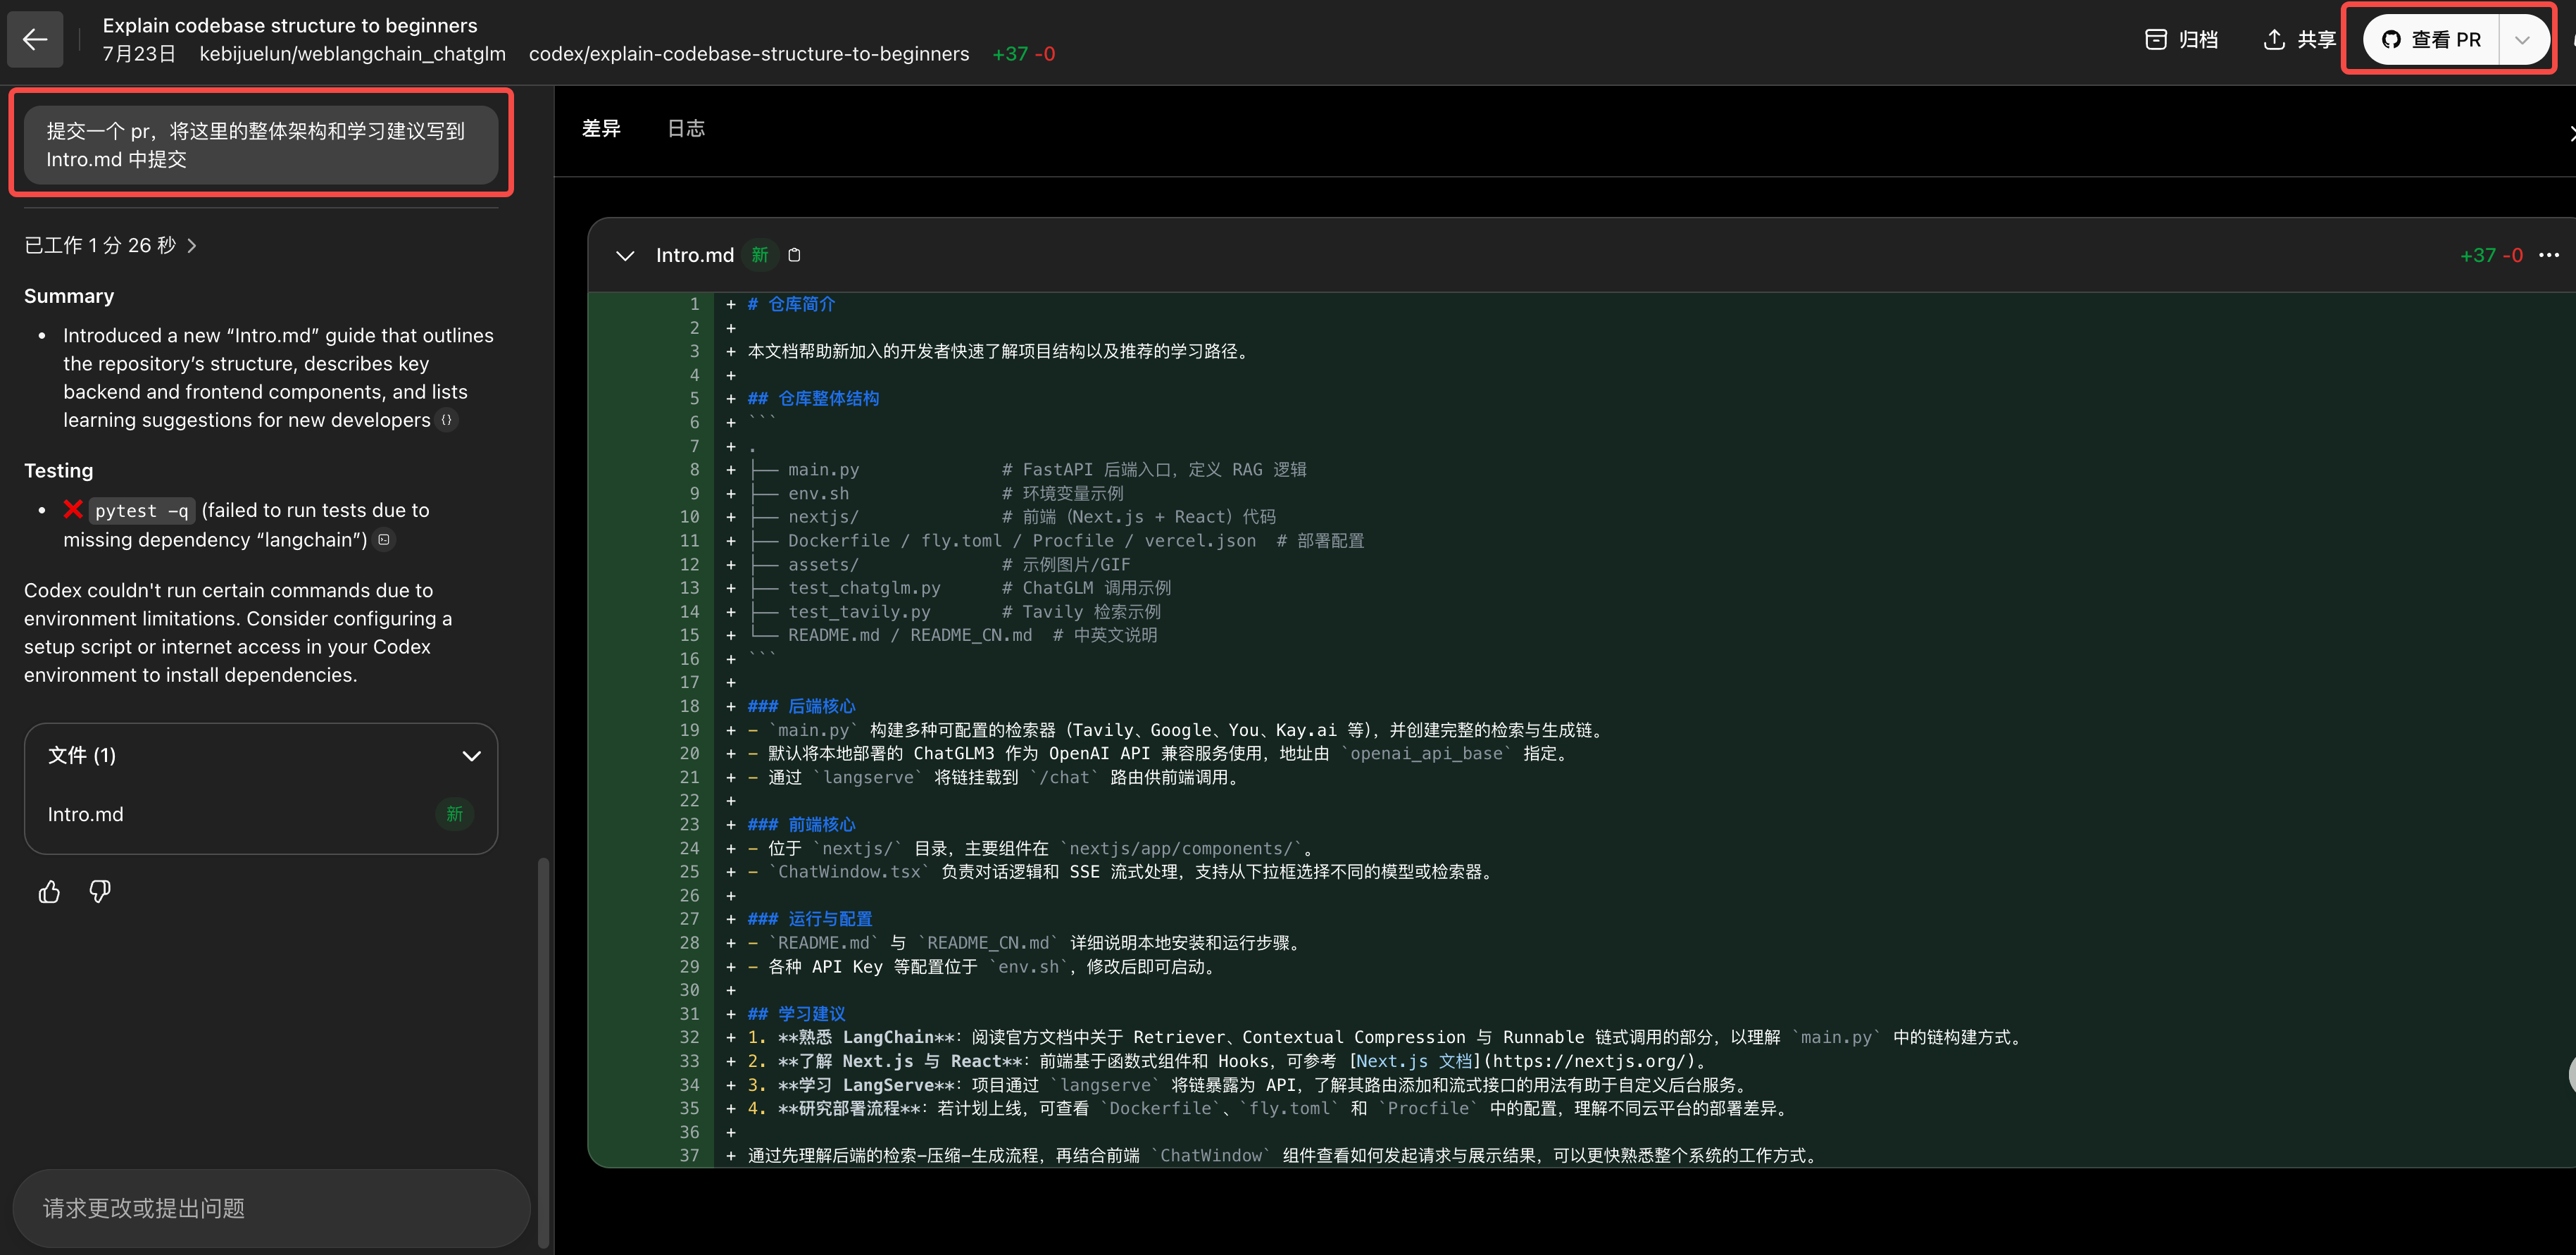 Explain codebase structure to beginners
7月23日 kebijuelun/weblangchain_chatglm codex/explain-codebase-structure-to-beginners +37 -0
归档
共享
查看 PR
提交一个 pr，将这里的整体架构和学习建议写到
Intro.md 中提交
已工作 1 分 26 秒
Summary
Introduced a new “Intro.md” guide that outlines
the repository’s structure, describes key
backend and frontend components, and lists
learning suggestions for new developers
Testing
❌ pytest -q (failed to run tests due to
missing dependency “langchain”)
Codex couldn't run certain commands due to
environment limitations. Consider configuring a
setup script or internet access in your Codex
environment to install dependencies.
文件 (1)
Intro.md 新
请求更改或提出问题
差异 日志
Intro.md 新 +37 -0
1 + # 仓库简介
2 +
3 + 本文档帮助新加入的开发者快速了解项目结构以及推荐的学习路径。
4 +
5 + ## 仓库整体结构
6 + ```
7 + .
8 + ├── main.py # FastAPI 后端入口，定义 RAG 逻辑
9 + ├── env.sh # 环境变量示例
10 + ├── nextjs/ # 前端（Next.js + React）代码
11 + ├── Dockerfile / fly.toml / Procfile / vercel.json # 部署配置
12 + ├── assets/ # 示例图片/GIF
13 + ├── test_chatglm.py # ChatGLM 调用示例
14 + ├── test_tavily.py # Tavily 检索示例
15 + └── README.md / README_CN.md # 中英文说明
16 + ```
17 +
18 + ### 后端核心
19 + - `main.py` 构建多种可配置的检索器（Tavily、Google、You、Kay.ai 等），并创建完整的检索与生成链。
20 + - 默认将本地部署的 ChatGLM3 作为 OpenAI API 兼容服务使用，地址由 `openai_api_base` 指定。
21 + - 通过 `langserve` 将链挂载到 `/chat` 路由供前端调用。
22 +
23 + ### 前端核心
24 + - 位于 `nextjs/` 目录，主要组件在 `nextjs/app/components/`。
25 + - `ChatWindow.tsx` 负责对话逻辑和 SSE 流式处理，支持从下拉框选择不同的模型或检索器。
26 +
27 + ### 运行与配置
28 + - `README.md` 与 `README_CN.md` 详细说明本地安装和运行步骤。
29 + - 各种 API Key 等配置位于 `env.sh`，修改后即可启动。
30 +
31 + ## 学习建议
32 + 1. **熟悉 LangChain**：阅读官方文档中关于 Retriever、Contextual Compression 与 Runnable 链式调用的部分，以理解 `main.py` 中的链构建方式。
33 + 2. **了解 Next.js 与 React**：前端基于函数式组件和 Hooks，可参考 [Next.js 文档](https://nextjs.org/)。
34 + 3. **学习 LangServe**：项目通过 `langserve` 将链暴露为 API，了解其路由添加和流式接口的用法有助于自定义后台服务。
35 + 4. **研究部署流程**：若计划上线，可查看 `Dockerfile`、`fly.toml` 和 `Procfile` 中的配置，理解不同云平台的部署差异。
36 +
37 + 通过先理解后端的检索-压缩-生成流程，再结合前端 `ChatWindow` 组件查看如何发起请求与展示结果，可以更快熟悉整个系统的工作方式。